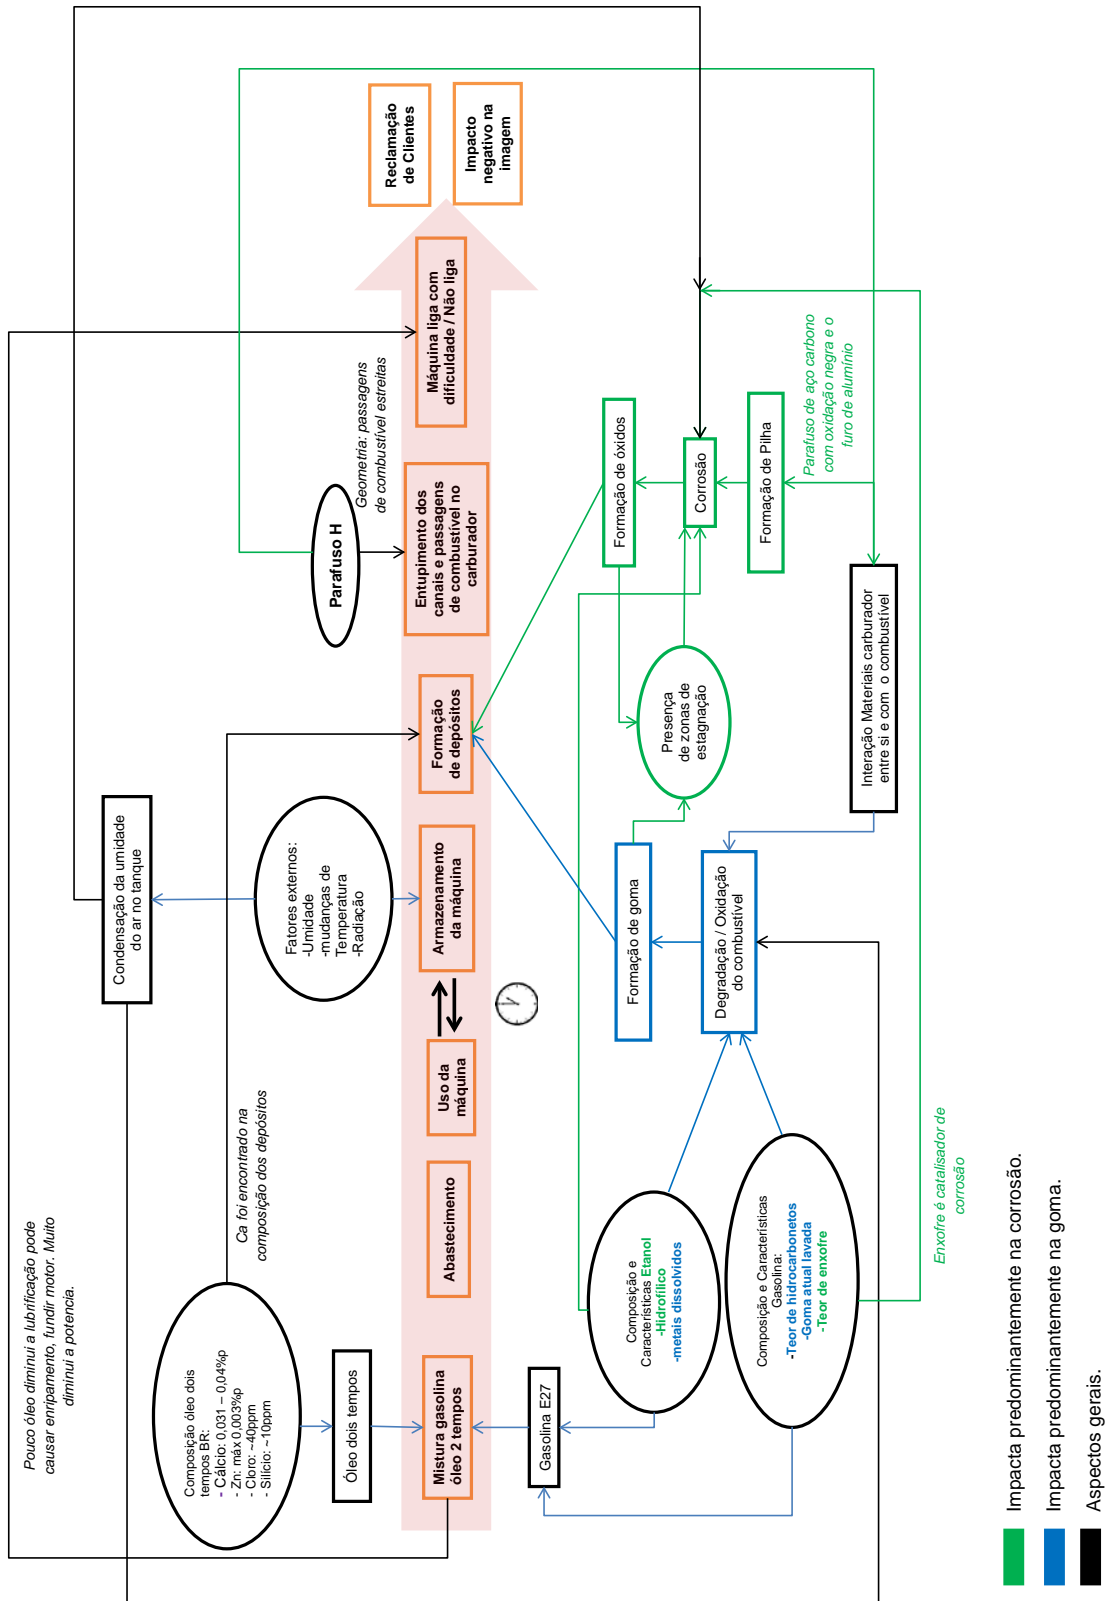 Pouco óleo diminui a lubrificação pode
causar enripamento, fundir motor. Muito
diminui a potencia.
Composição óleo dois
tempos BR:
- Cálcio: 0,031 – 0,04%p
- Zn: máx 0,003%p
- Cloro: ~40ppm
- Silício: ~10ppm
Óleo dois tempos
Ca foi encontrado na
composição dos depósitos
Condensação da umidade
do ar no tanque
Fatores externos:
-Umidade
-mudanças de
Temperatura
-Radiação
Parafuso H
Geometria: passagens
de combustível estreitas
Mistura gasolina
óleo 2 tempos
Abastecimento
Uso da
máquina
Armazenamento
da máquina
Formação
de depósitos
Entupimento dos
canais e passagens
de combustível no
carburador
Máquina liga com
dificuldade / Não liga
Reclamação
de Clientes
Impacto
negativo na
imagem
Gasolina E27
Composição e
Características Etanol
-Hidrofílico
-metais dissolvidos
Composição e Características
Gasolina:
-Teor de hidrocarbonetos
-Goma atual lavada
-Teor de enxofre
Formação de goma
Degradação / Oxidação
do combustível
Presença
de zonas de
estagnação
Formação de óxidos
Corrosão
Formação de Pilha
Parafuso de aço carbono
com oxidação negra e o
furo de alumínio
Interação Materiais carburador
entre si e com o combustível
Enxofre é catalisador de
corrosão
Impacta predominantemente na corrosão.
Impacta predominantemente na goma.
Aspectos gerais.